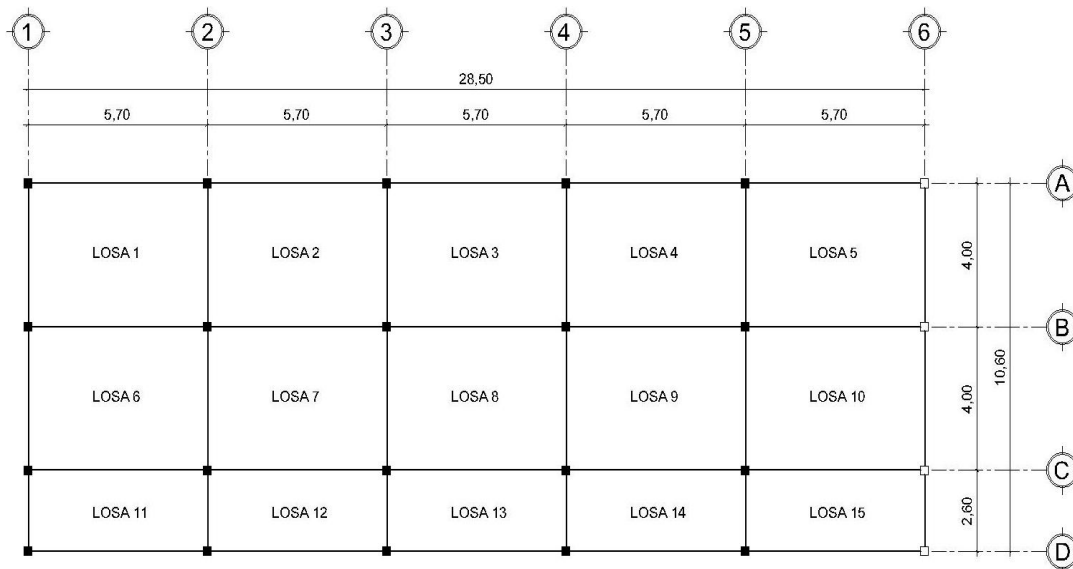 1 2 3 4 5 6
28,50
5,70 5,70 5,70 5,70 5,70
A
LOSA 1 LOSA 2 LOSA 3 LOSA 4 LOSA 5
4,00
B
10,60
LOSA 6 LOSA 7 LOSA 8 LOSA 9 LOSA 10
4,00
C
LOSA 11 LOSA 12 LOSA 13 LOSA 14 LOSA 15
2,60
D